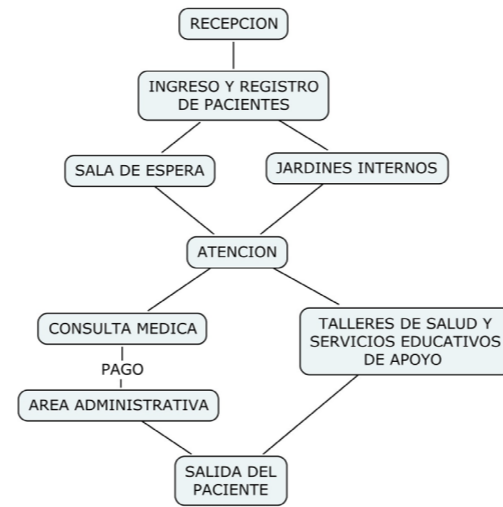 RECEPCION
INGRESO Y REGISTRO
DE PACIENTES
SALA DE ESPERA
JARDINES INTERNOS
ATENCION
CONSULTA MEDICA
TALLERES DE SALUD Y
SERVICIOS EDUCATIVOS
DE APOYO
PAGO
AREA ADMINISTRATIVA
SALIDA DEL
PACIENTE